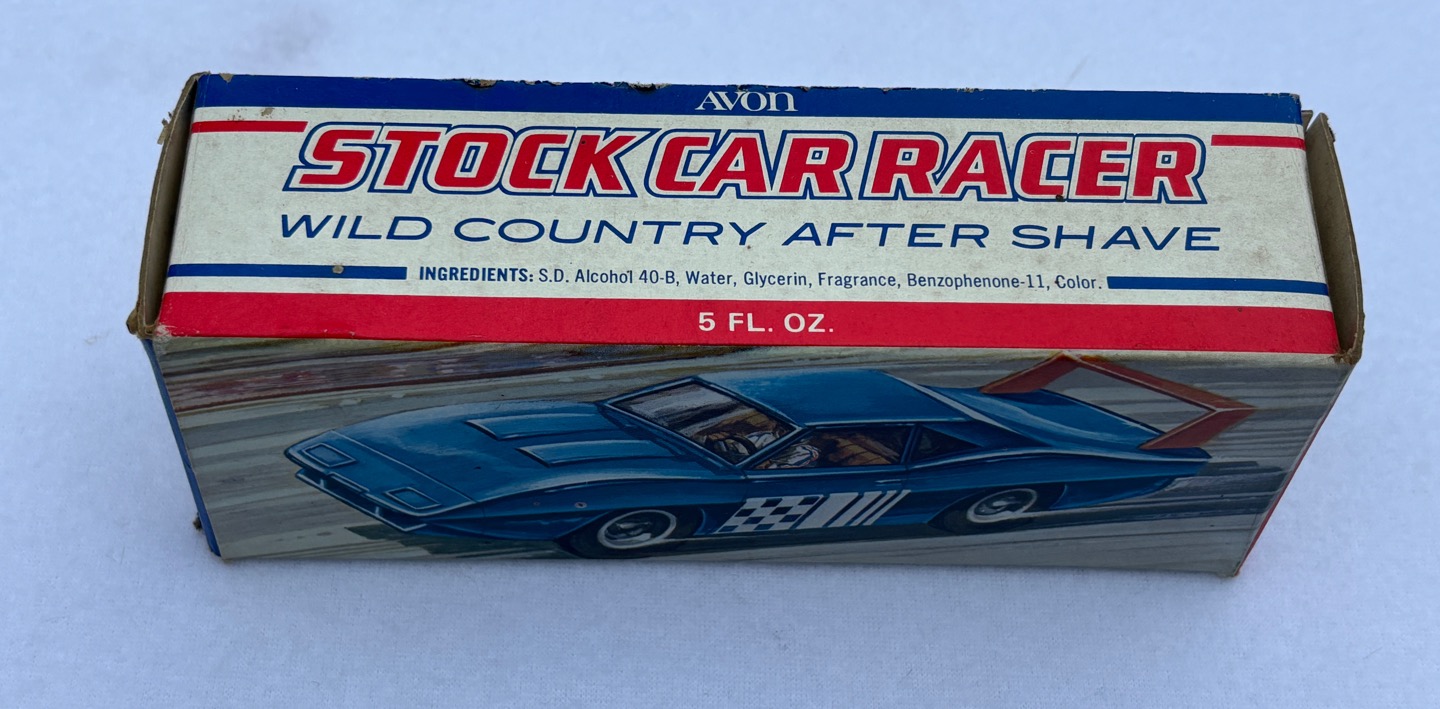 AVON
STOCK CAR RACER
WILD COUNTRY AFTER SHAVE
INGREDIENTS: S.D. Alcohol 40-B, Water, Glycerin, Fragrance, Benzophenone-11, Color.
5 FL. OZ.